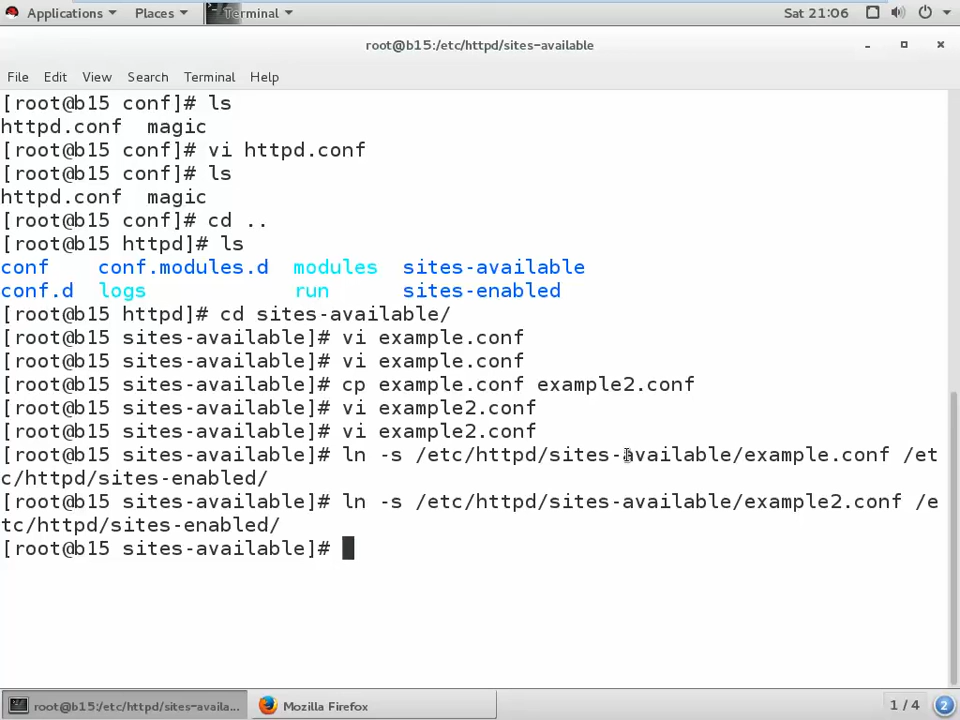 Applications Places Terminal Sat 21:06
root@b15:/etc/httpd/sites-available
File Edit View Search Terminal Help
[root@b15 conf]# ls
httpd.conf  magic
[root@b15 conf]# vi httpd.conf
[root@b15 conf]# ls
httpd.conf  magic
[root@b15 conf]# cd ..
[root@b15 httpd]# ls
conf    conf.modules.d  modules  sites-available
conf.d  logs            run      sites-enabled
[root@b15 httpd]# cd sites-available/
[root@b15 sites-available]# vi example.conf
[root@b15 sites-available]# vi example.conf
[root@b15 sites-available]# cp example.conf example2.conf
[root@b15 sites-available]# vi example2.conf
[root@b15 sites-available]# vi example2.conf
[root@b15 sites-available]# ln -s /etc/httpd/sites-available/example.conf /et
c/httpd/sites-enabled/
[root@b15 sites-available]# ln -s /etc/httpd/sites-available/example2.conf /e
tc/httpd/sites-enabled/
[root@b15 sites-available]#
root@b15:/etc/httpd/sites-availa... Mozilla Firefox 1 / 4 2